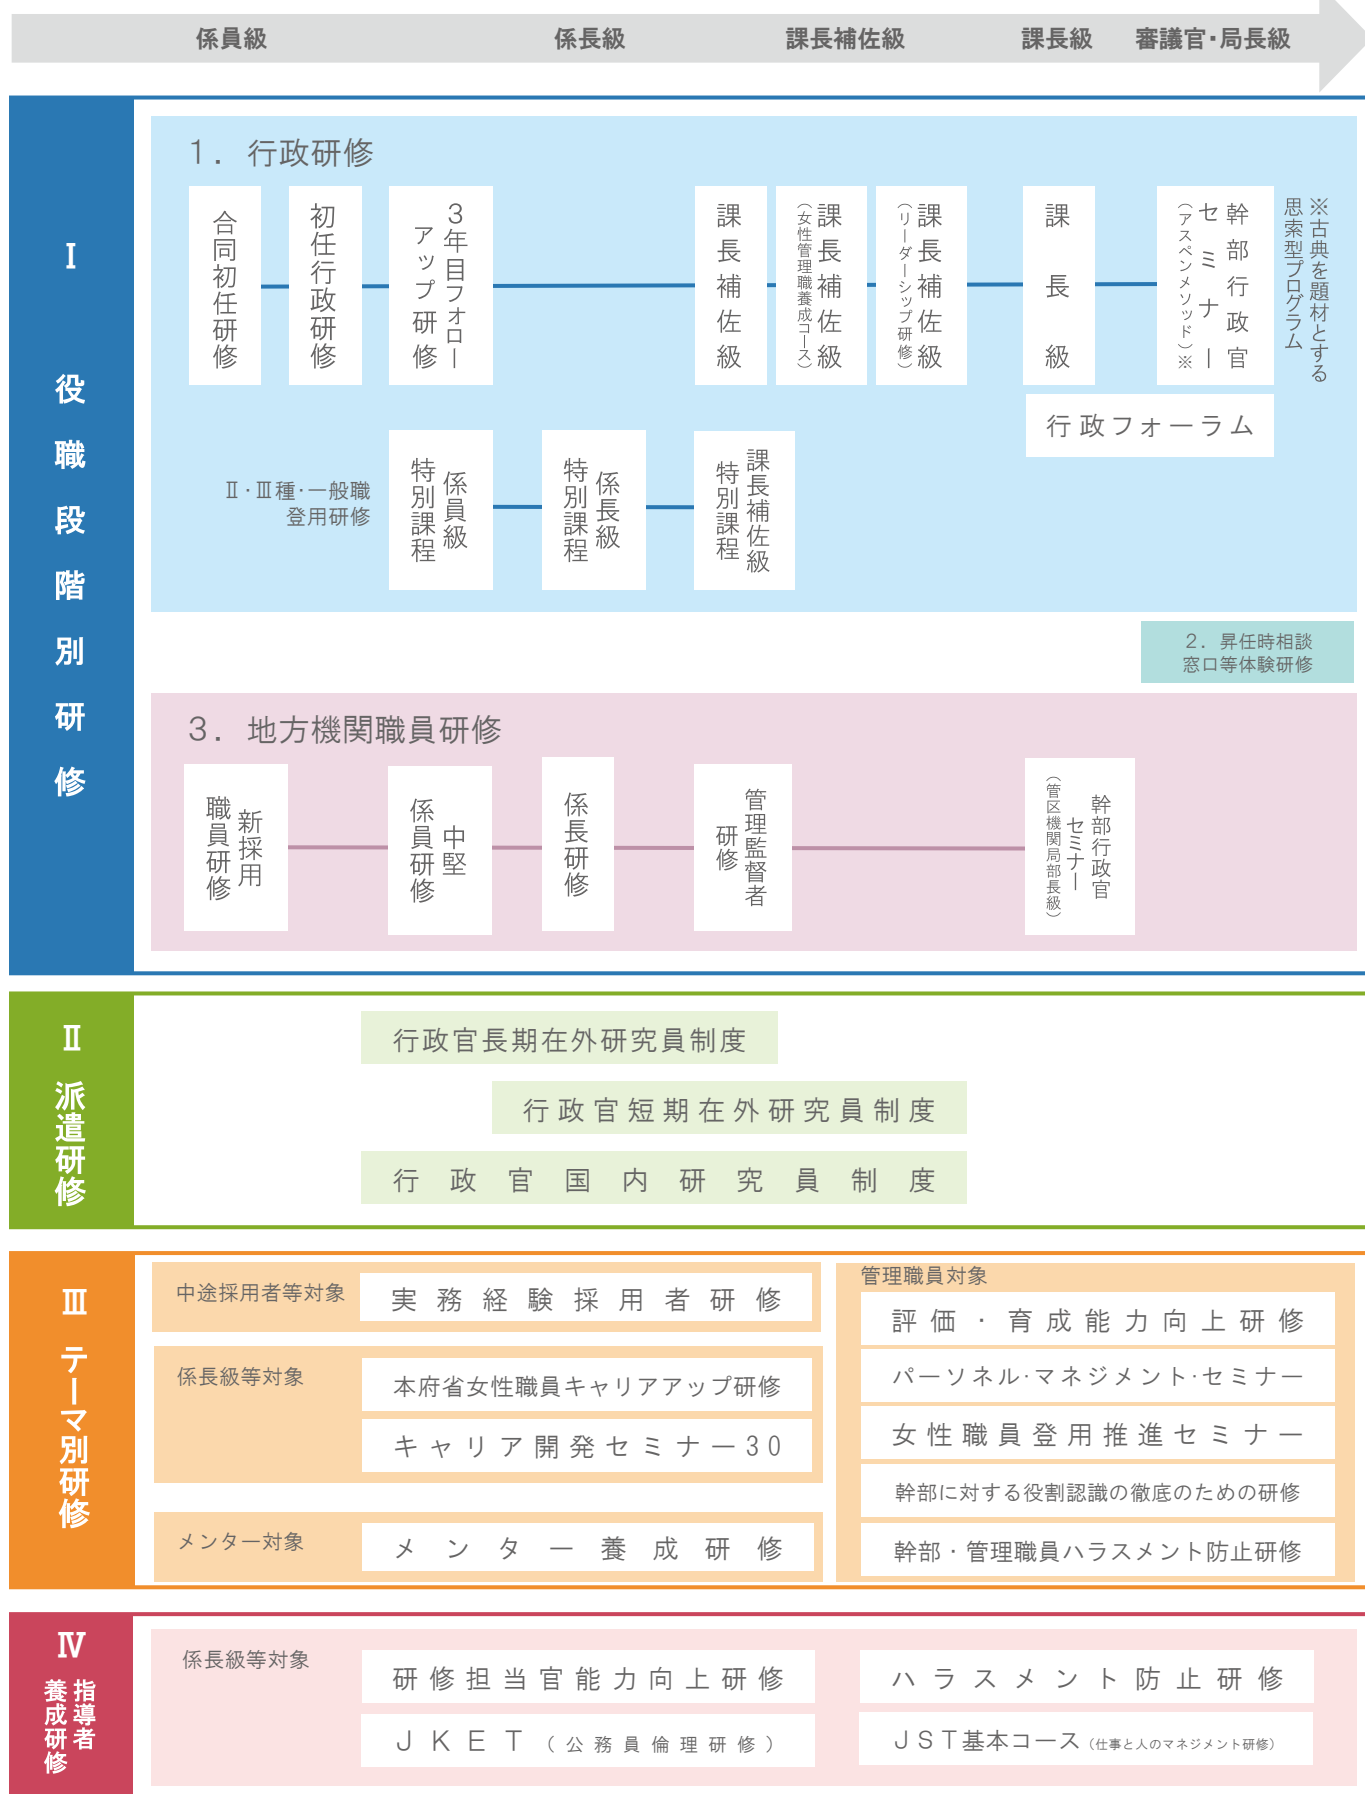 係員級
係長級
課長補佐級
課長級
審議官・局長級
Ⅰ 役職段階別研修
1．行政研修
合同初任研修
初任行政研修
3年目フォロー
アップ研修
課長補佐級
課長補佐級
（女性管理職養成コース）
課長補佐級
（リーダーシップ研修）
課長級
幹部行政官
セミナー
（アスペンメソッド）※
※古典を題材とする
思索型プログラム
行政フォーラム
Ⅱ・Ⅲ種・一般職
登用研修
係員級
特別課程
係長級
特別課程
課長補佐級
特別課程
2．昇任時相談
窓口等体験研修
3．地方機関職員研修
新採用
職員研修
中堅
係員研修
係長研修
管理監督者
研修
幹部行政官
セミナー
（管区機関局部長級）
Ⅱ 派遣研修
行政官長期在外研究員制度
行政官短期在外研究員制度
行政官国内研究員制度
Ⅲ テーマ別研修
中途採用者等対象
実務経験採用者研修
係長級等対象
本府省女性職員キャリアアップ研修
キャリア開発セミナー30
メンター対象
メンター養成研修
管理職員対象
評価・育成能力向上研修
パーソネル・マネジメント・セミナー
女性職員登用推進セミナー
幹部に対する役割認識の徹底のための研修
幹部・管理職員ハラスメント防止研修
Ⅳ
指導者
養成研修
係長級等対象
研修担当官能力向上研修
JKET（公務員倫理研修）
ハラスメント防止研修
JST基本コース（仕事と人のマネジメント研修）